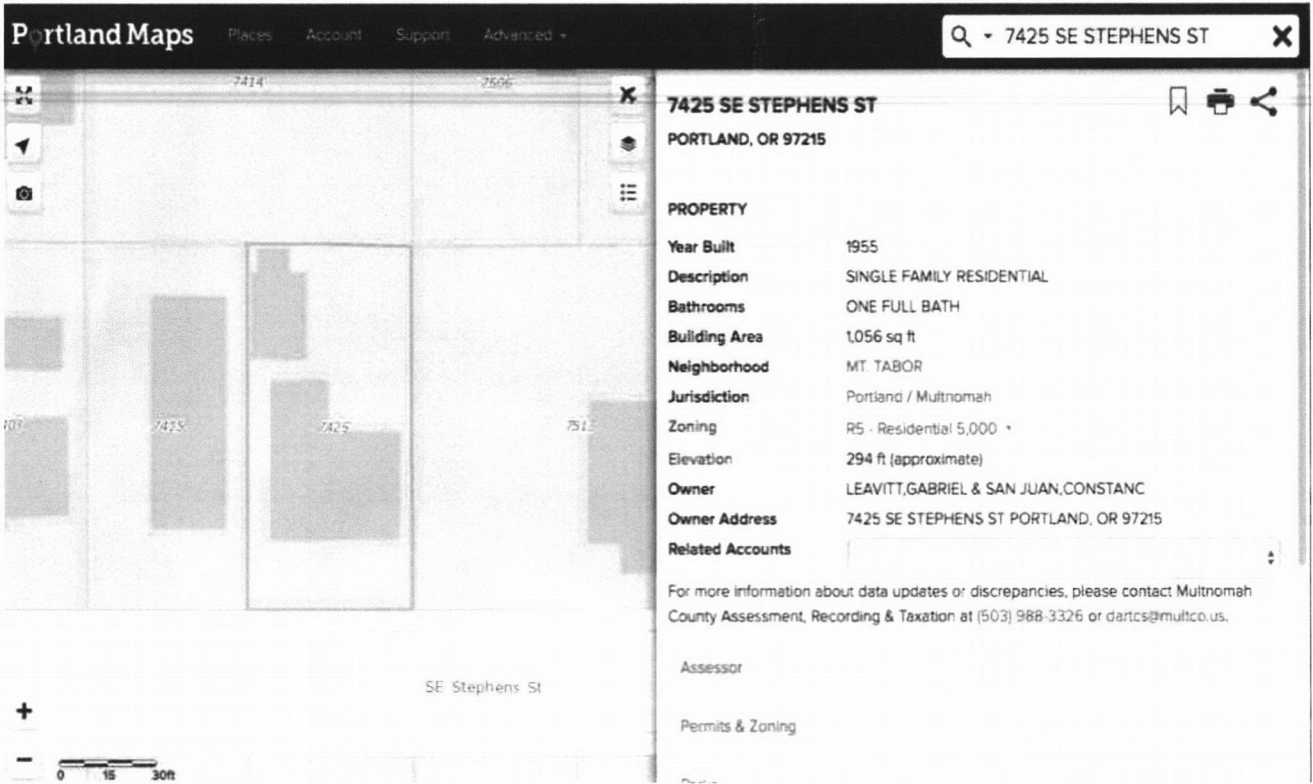 Portland Maps Places Account Support Advanced
7425 SE STEPHENS ST
7414 7506
7425 SE STEPHENS ST
PORTLAND, OR 97215
PROPERTY
Year Built 1955
Description SINGLE FAMILY RESIDENTIAL
Bathrooms ONE FULL BATH
Building Area 1,056 sq ft
Neighborhood MT. TABOR
Jurisdiction Portland / Multnomah
Zoning R5 - Residential 5,000
Elevation 294 ft (approximate)
Owner LEAVITT,GABRIEL & SAN JUAN,CONSTANC
Owner Address 7425 SE STEPHENS ST PORTLAND, OR 97215
Related Accounts
For more information about data updates or discrepancies, please contact Multnomah
County Assessment, Recording & Taxation at (503) 988-3326 or dartcs@multco.us.
Assessor
Permits & Zoning
7415 7425
SE Stephens St
0 15 30ft